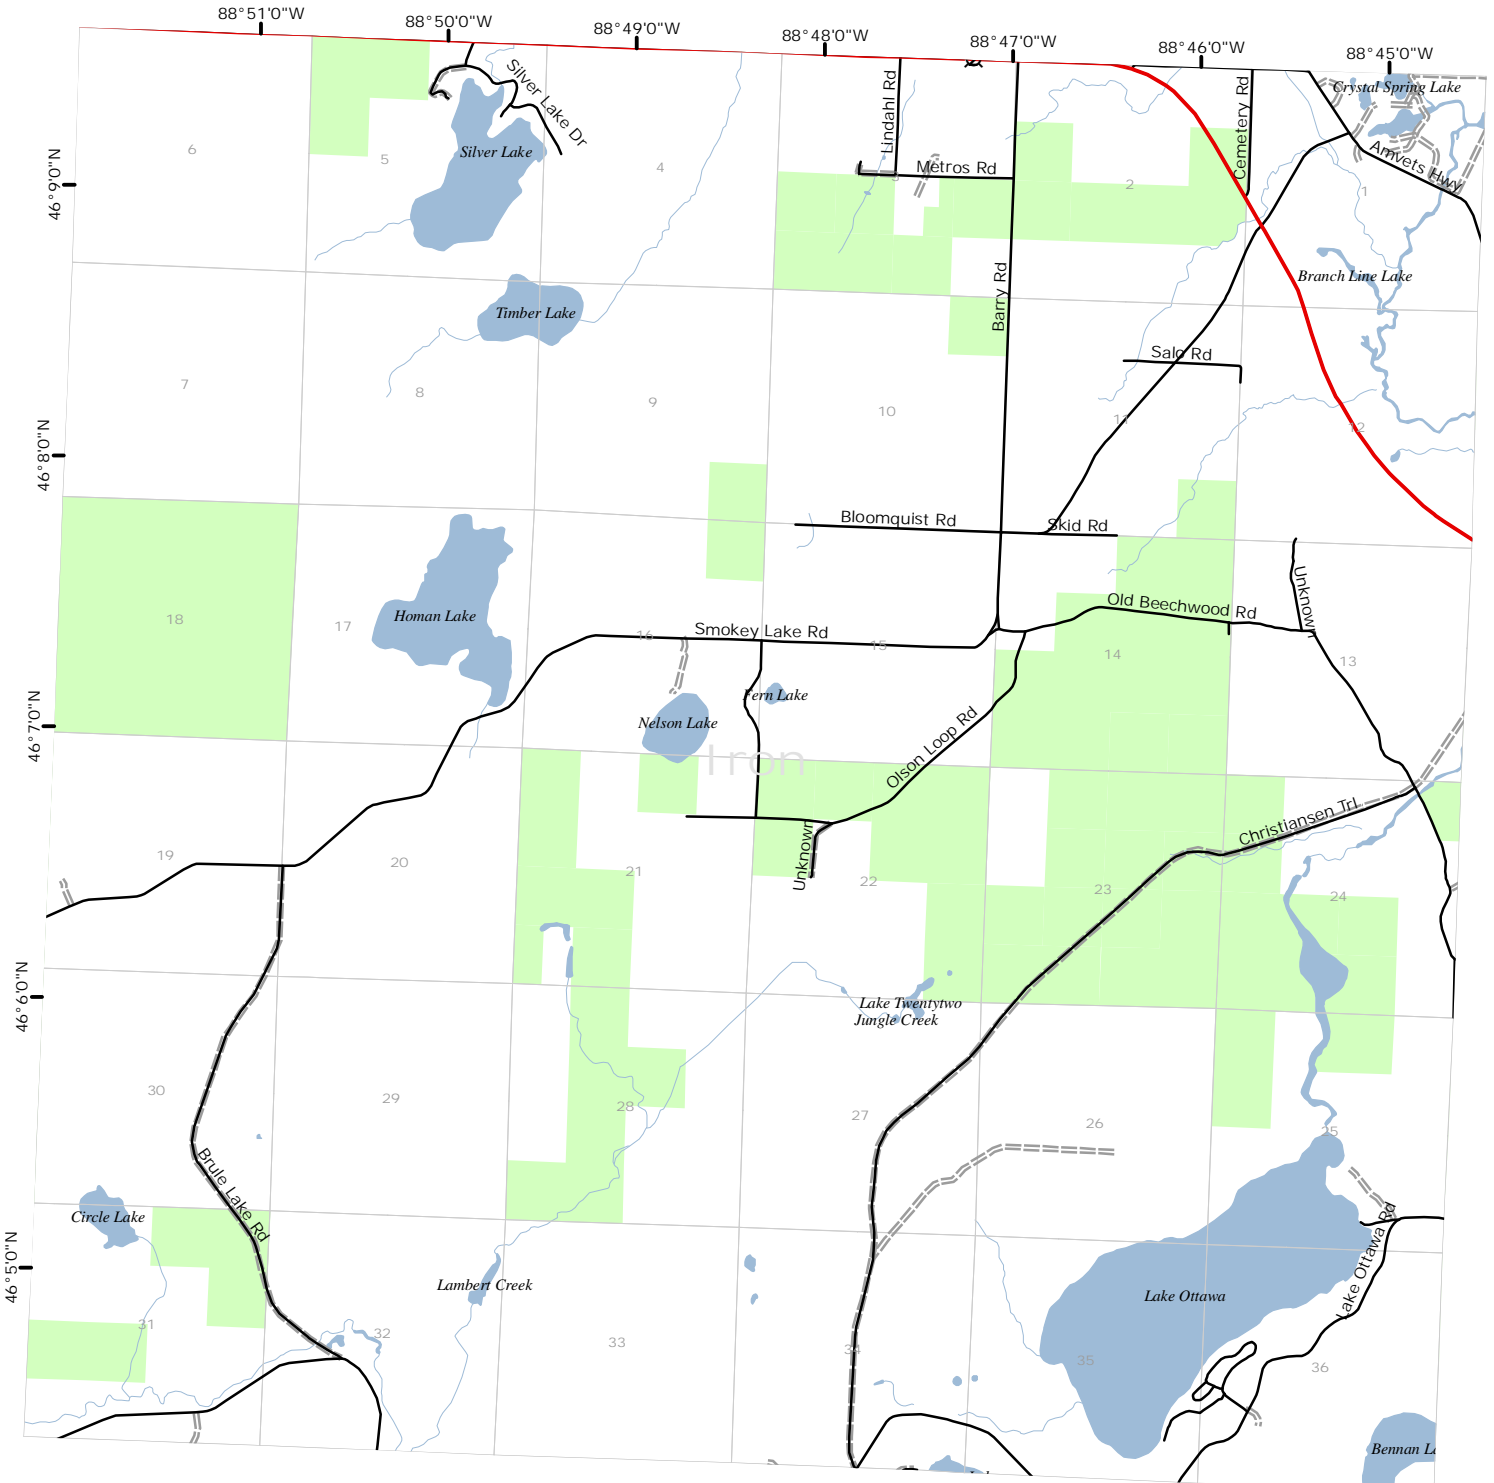 88°51'0"W
88°50'0"W
88°49'0"W
88°48'0"W
88°47'0"W
88°46'0"W
88°45'0"W
Silver Lake Dr
Lindahl Rd
Cemetery Rd
Crystal Spring Lake
6
5
Silver Lake
4
3
Metros Rd
2
1
Amvets Hwy
46°9'0"N
Barry Rd
Branch Line Lake
Timber Lake
Salo Rd
7
8
9
10
11
12
46°8'0"N
Bloomquist Rd
Skid Rd
Unknown
Old Beechwood Rd
18
17
Homan Lake
16
Smokey Lake Rd
15
14
13
46°7'0"N
Fern Lake
Nelson Lake
Olson Loop Rd
Iron
Christiansen Trl
Unknown
19
20
21
22
23
24
46°6'0"N
Lake Twentytwo
Jungle Creek
30
29
28
27
26
25
Brule Lake Rd
Circle Lake
Lake Ottawa Rd
46°5'0"N
Lambert Creek
Lake Ottawa
31
32
33
34
35
36
Bennan La